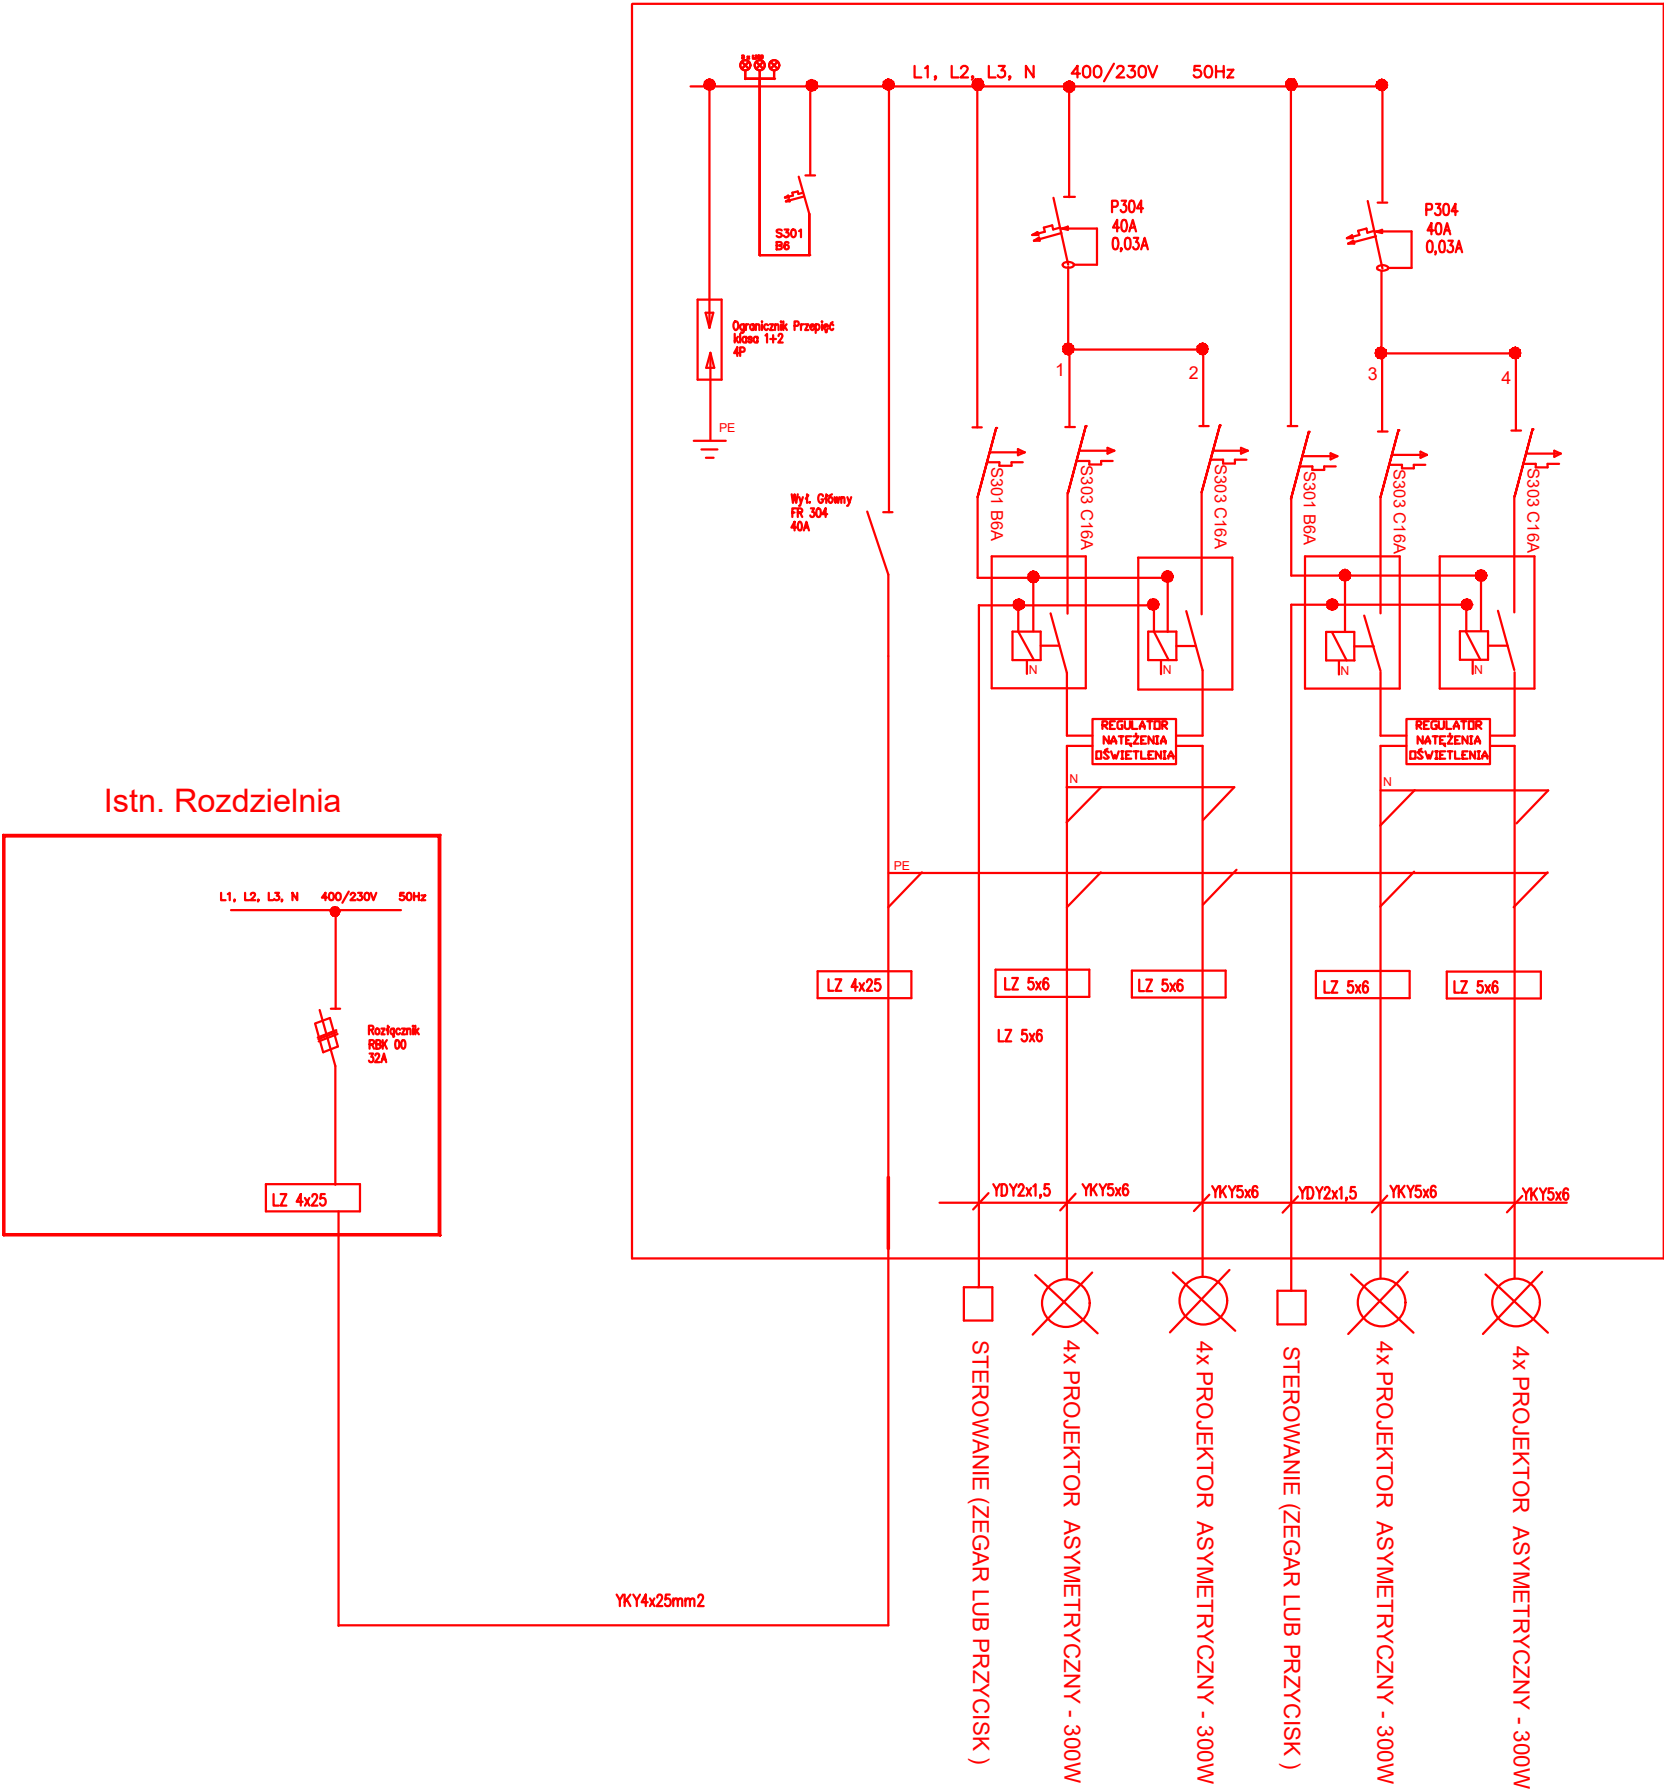 L1, L2, L3, N 400/230V 50Hz
S301
B6
P304
40A
0,03A
P304
40A
0,03A
Ogranicznik Przepięć
klasa 1+2
4P
PE
1
2
3
4
Wył. Główny
FR 304
40A
S301 B6A
S303 C16A
S303 C16A
S301 B6A
S303 C16A
S303 C16A
N
N
N
N
REGULATOR
NATĘŻENIA
OŚWIETLENIA
REGULATOR
NATĘŻENIA
OŚWIETLENIA
N
N
PE
Istn. Rozdzielnia
L1, L2, L3, N 400/230V 50Hz
Rozłącznik
RBK 00
32A
LZ 4x25
LZ 4x25
LZ 5x6
LZ 5x6
LZ 5x6
LZ 5x6
LZ 5x6
YDY2x1,5
YKY5x6
YKY5x6
YDY2x1,5
YKY5x6
YKY5x6
STEROWANIE (ZEGAR LUB PRZYCISK )
4x PROJEKTOR ASYMETRYCZNY - 300W
4x PROJEKTOR ASYMETRYCZNY - 300W
STEROWANIE (ZEGAR LUB PRZYCISK )
4x PROJEKTOR ASYMETRYCZNY - 300W
4x PROJEKTOR ASYMETRYCZNY - 300W
YKY4x25mm2